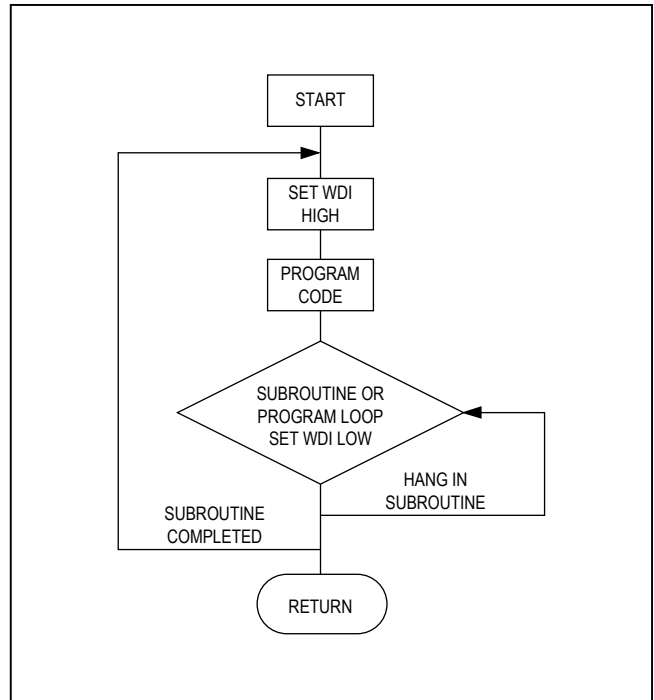 START
SET WDI
HIGH
PROGRAM
CODE
SUBROUTINE OR
PROGRAM LOOP
SET WDI LOW
HANG IN
SUBROUTINE
SUBROUTINE
COMPLETED
RETURN